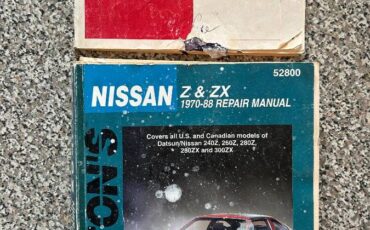 52800
NISSAN Z & ZX
1970-88 REPAIR MANUAL
Covers all U.S. and Canadian models of
Datsun/Nissan 240Z, 260Z, 280Z,
280ZX and 300ZX